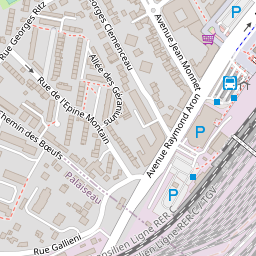 Rue Georges Ritz
Georges Clemenceau
Avenue Jean Monnet
Allée des Géraniums
Rue de l'Épine Montain
Avenue Raymond Aron
Chemin des Bœufs
Palaiseau
Rue Gallieni
P
P
P
P